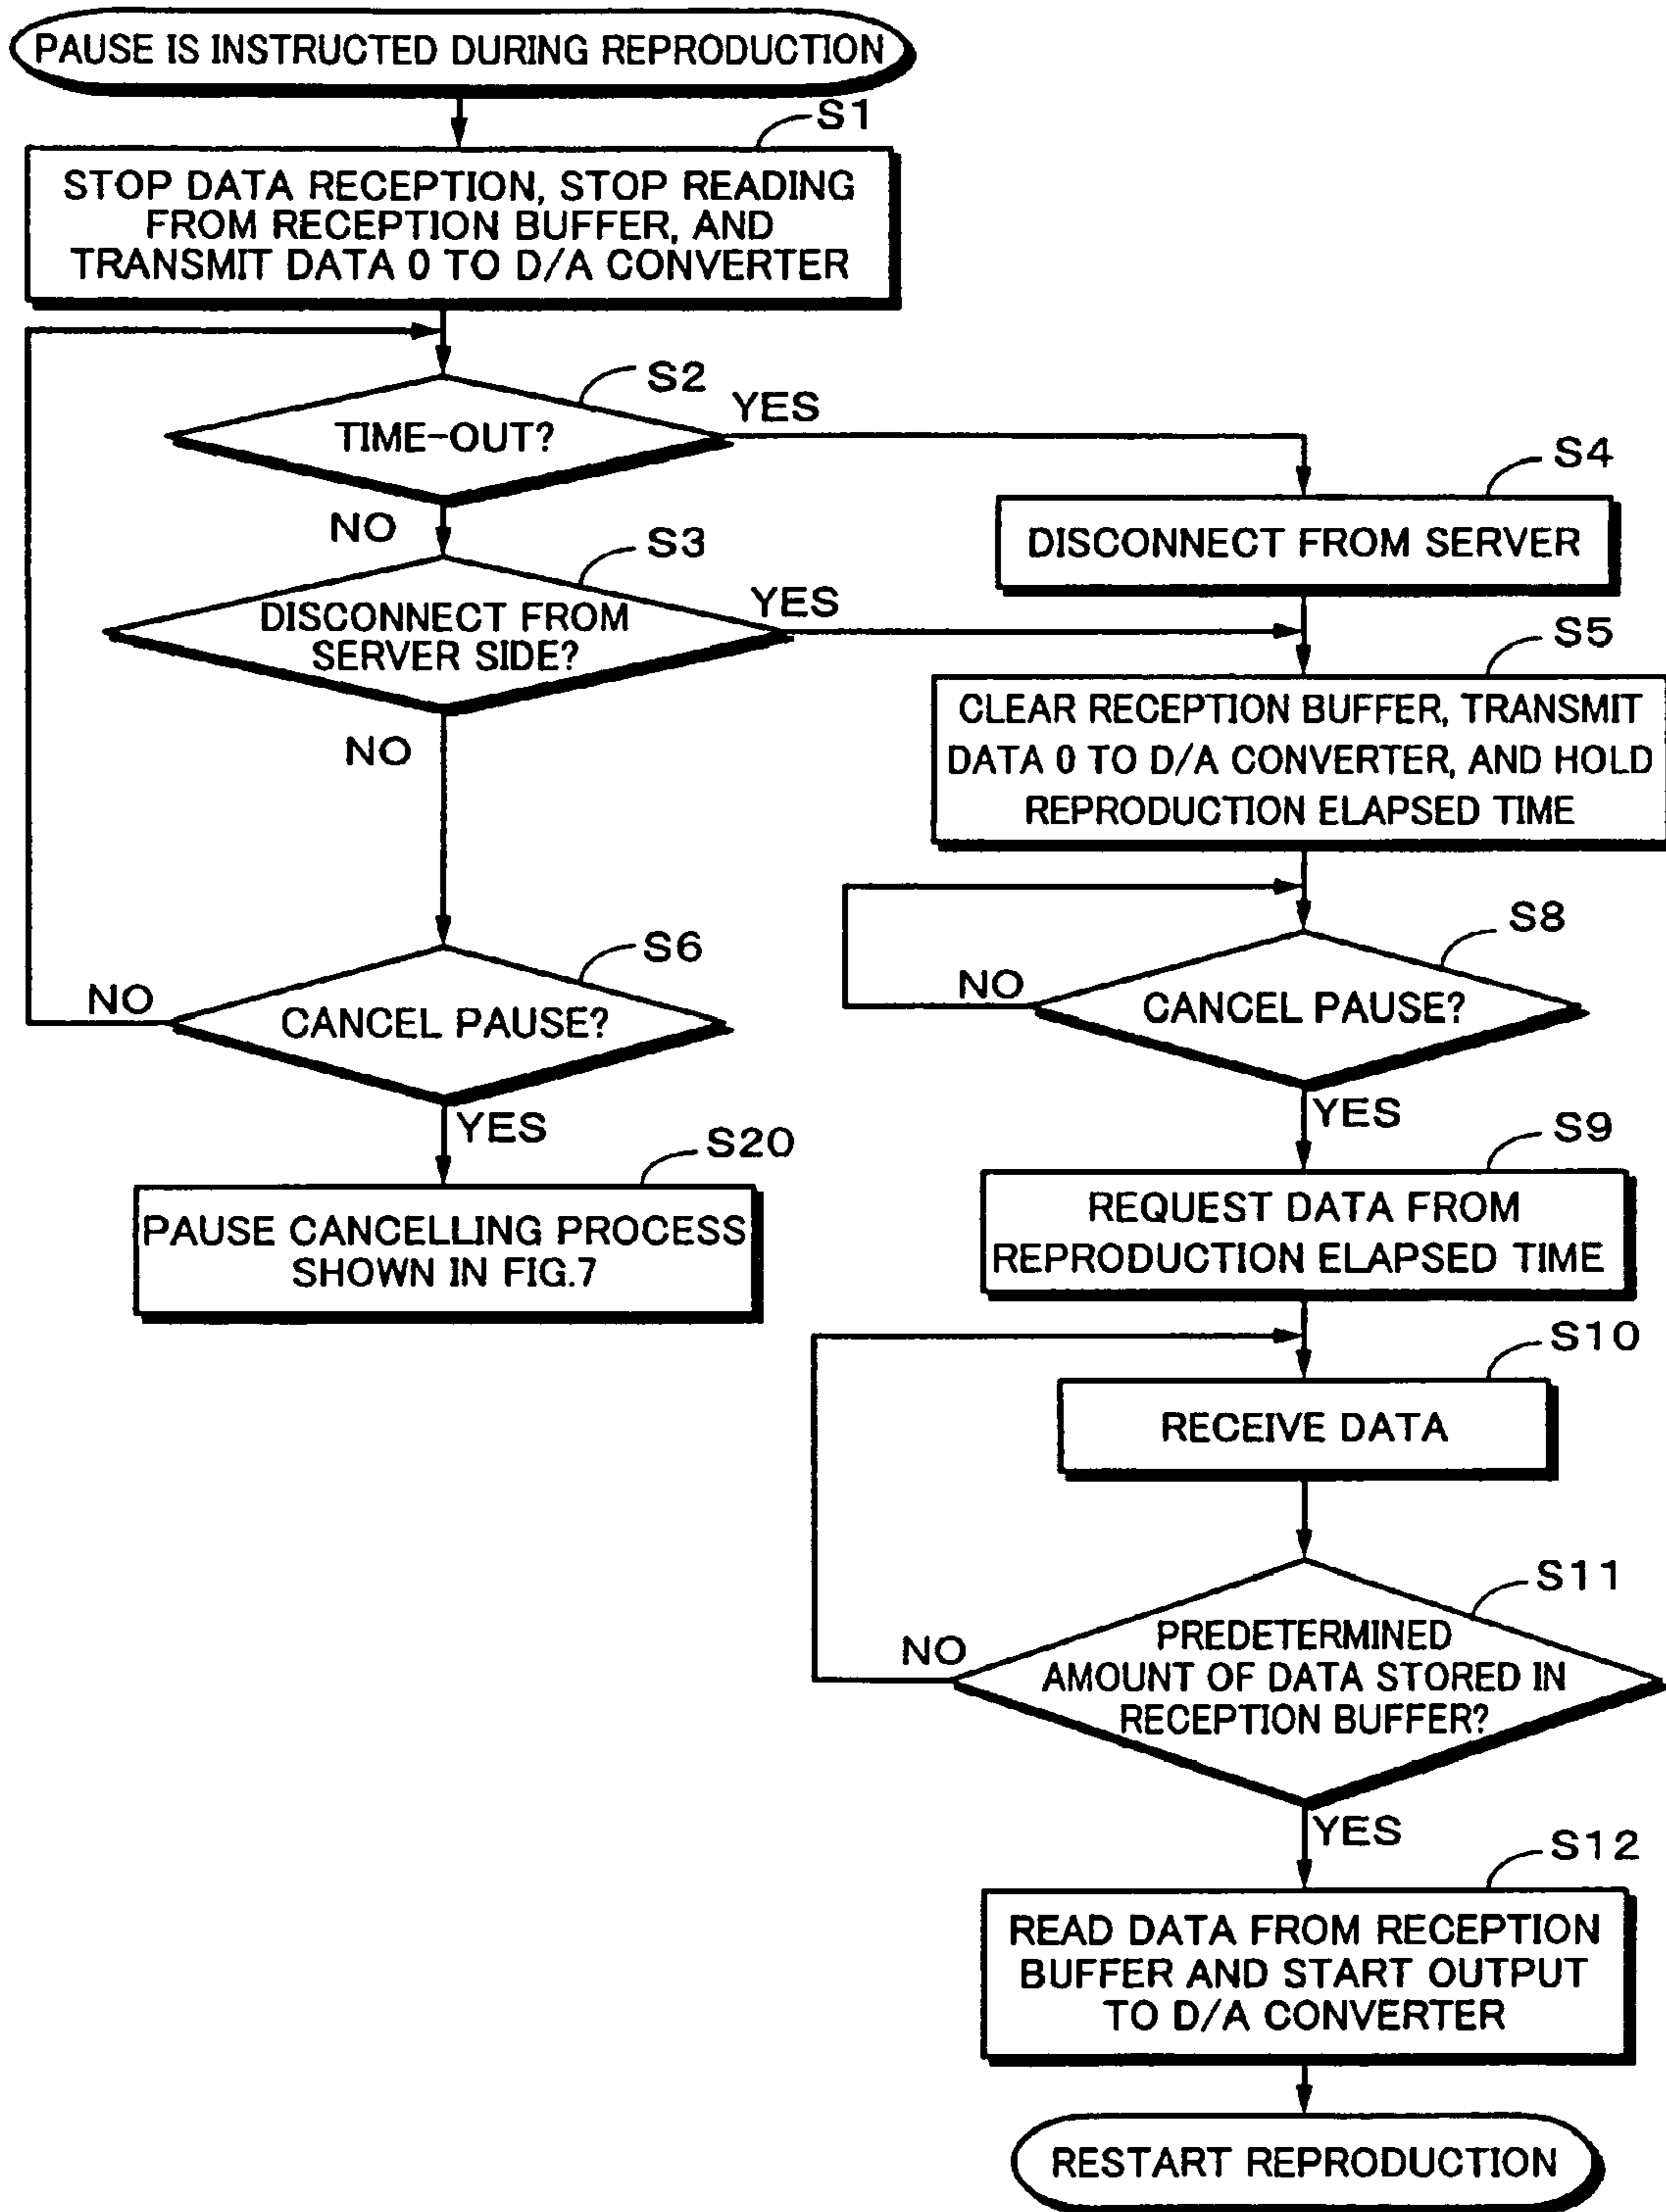 PAUSE IS INSTRUCTED DURING REPRODUCTION
S1
STOP DATA RECEPTION, STOP READING
FROM RECEPTION BUFFER, AND
TRANSMIT DATA 0 TO D/A CONVERTER
S2
TIME-OUT?
YES
NO
S4
DISCONNECT FROM SERVER
S3
DISCONNECT FROM
SERVER SIDE?
YES
NO
S5
CLEAR RECEPTION BUFFER, TRANSMIT
DATA 0 TO D/A CONVERTER, AND HOLD
REPRODUCTION ELAPSED TIME
S6
CANCEL PAUSE?
NO
YES
S20
PAUSE CANCELLING PROCESS
SHOWN IN FIG.7
S8
CANCEL PAUSE?
NO
YES
S9
REQUEST DATA FROM
REPRODUCTION ELAPSED TIME
S10
RECEIVE DATA
S11
PREDETERMINED
AMOUNT OF DATA STORED IN
RECEPTION BUFFER?
NO
YES
S12
READ DATA FROM RECEPTION
BUFFER AND START OUTPUT
TO D/A CONVERTER
RESTART REPRODUCTION